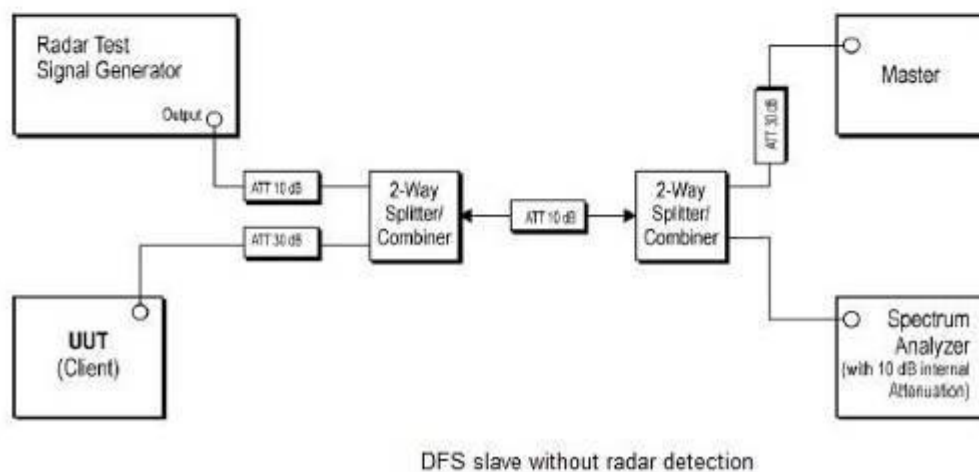 Radar Test
Signal Generator
Output
ATT 10 dB
ATT 30 dB
UUT
(Client)
2-Way
Splitter/
Combiner
ATT 10 dB
2-Way
Splitter/
Combiner
ATT 30 dB
Master
Spectrum
Analyzer
(with 10 dB internal
Attenuation)
DFS slave without radar detection